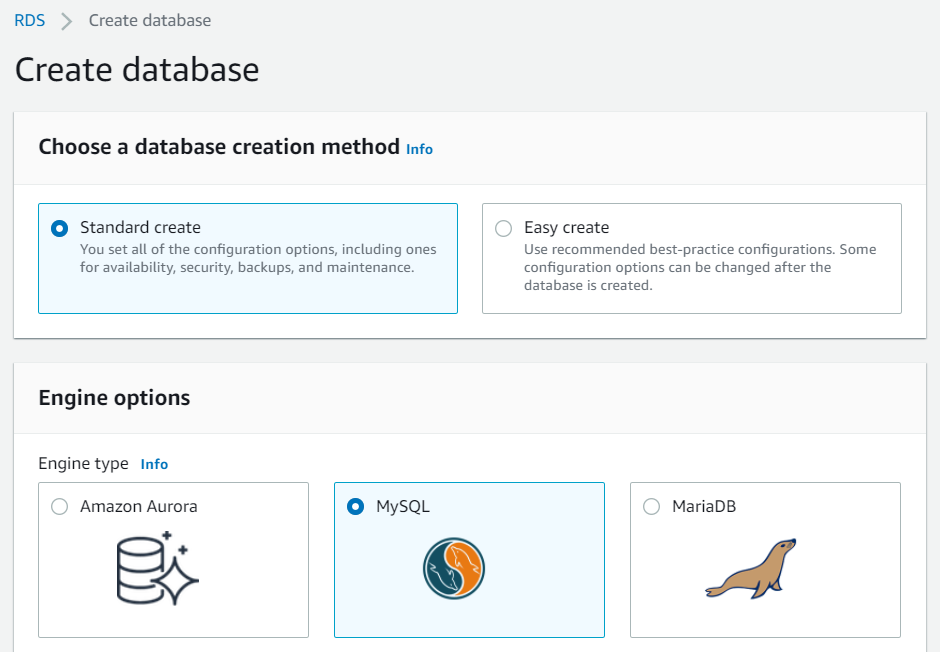 RDS > Create database
Create database
Choose a database creation method Info
Standard create
You set all of the configuration options, including ones
for availability, security, backups, and maintenance.
Easy create
Use recommended best-practice configurations. Some
configuration options can be changed after the
database is created.
Engine options
Engine type Info
Amazon Aurora
MySQL
MariaDB